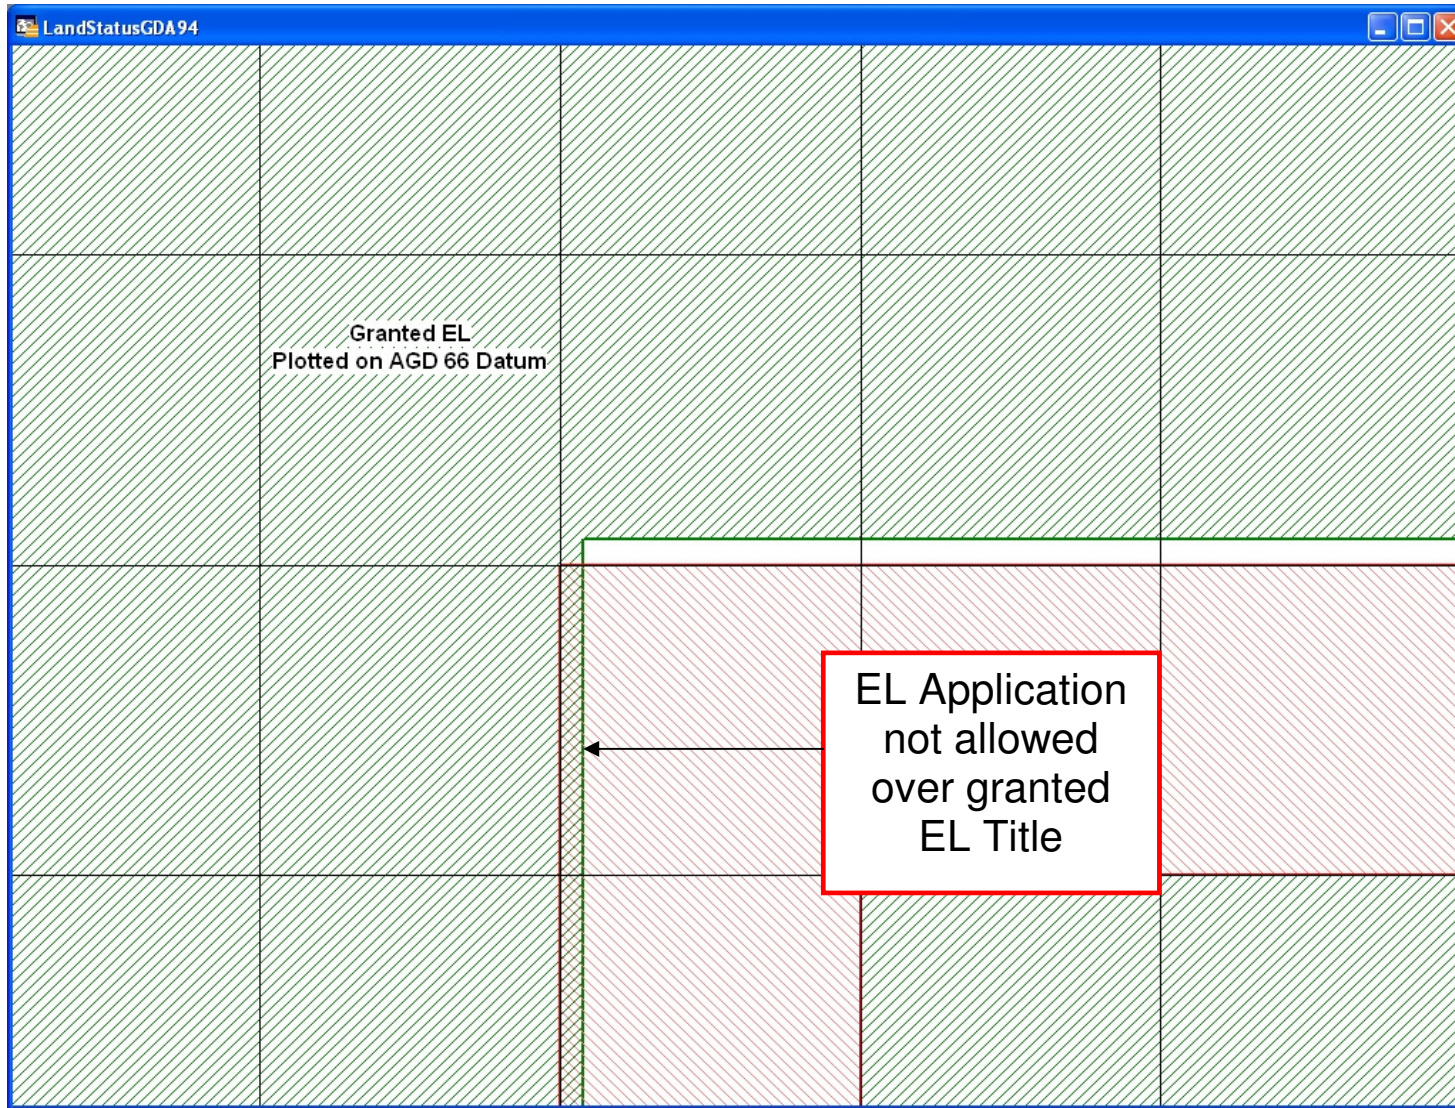 LandStatusGDA94
Granted EL
Plotted on AGD 66 Datum
EL Application
not allowed
over granted
EL Title